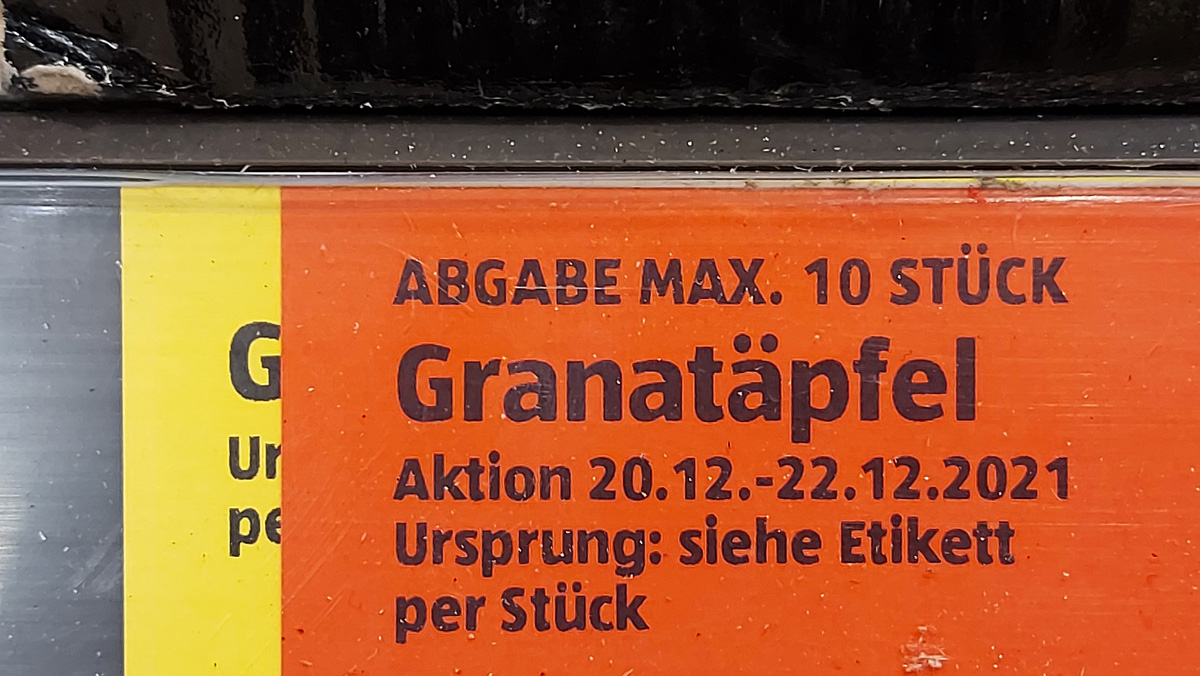 ABGABE MAX. 10 STÜCK
Granatäpfel
Aktion 20.12.-22.12.2021
Ursprung: siehe Etikett
per Stück